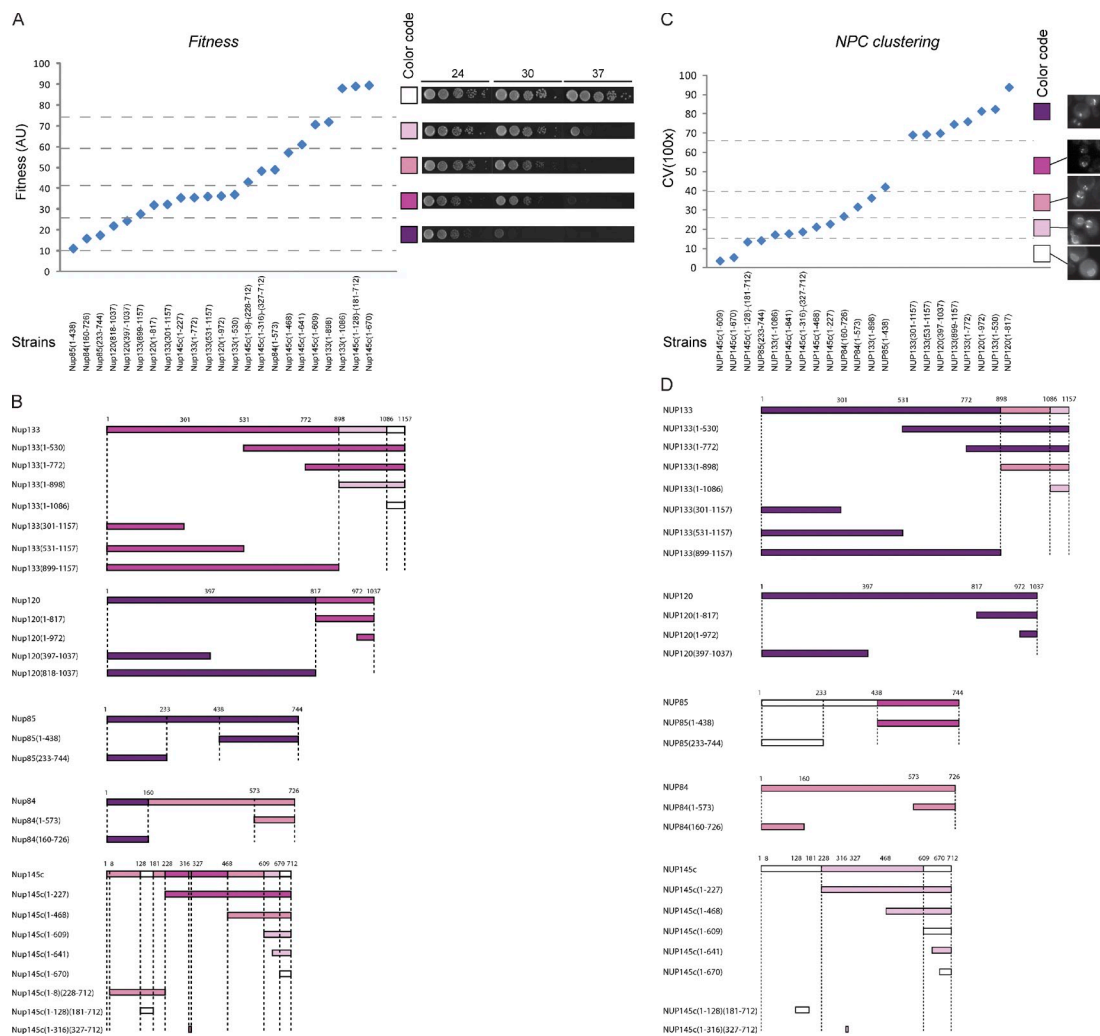 A
Fitness
Color code
24 30 37
100
90
80
70
60
50
40
30
20
10
0
Fitness (AU)
Strains
Nup85(1-438)
Nup84(160-726)
Nup85(233-744)
Nup120(818-1037)
Nup120(397-1037)
Nup133(899-1157)
Nup120(1-817)
Nup133(301-1157)
Nup145c(1-227)
Nup133(1-772)
Nup133(531-1157)
Nup120(1-972)
Nup133(1-530)
Nup145c(1-8)-(228-712)
Nup145c(1-316)-(327-712)
Nup84(1-573)
Nup145c(1-468)
Nup145c(1-641)
Nup145c(1-609)
Nup133(1-898)
Nup133(1-1086)
Nup145c(1-128)-(181-712)
Nup145c(1-670)
C
NPC clustering
Color code
100
90
80
70
60
50
40
30
20
10
0
CV(100x)
Strains
NUP145c(1-609)
NUP145c(1-670)
NUP145c(1-128)-(181-712)
NUP85(233-744)
NUP133(1-1086)
NUP145c(1-641)
NUP145c(1-316)-(327-712)
NUP145c(1-468)
NUP145c(1-227)
NUP84(160-726)
NUP84(1-573)
NUP133(1-898)
NUP85(1-438)
NUP133(301-1157)
NUP133(531-1157)
NUP120(397-1037)
NUP133(899-1157)
NUP133(1-772)
NUP120(1-972)
NUP133(1-530)
NUP120(1-817)
B
1 301 531 772 898 1086 1157
Nup133
Nup133(1-530)
Nup133(1-772)
Nup133(1-898)
Nup133(1-1086)
Nup133(301-1157)
Nup133(531-1157)
Nup133(899-1157)
1 397 817 972 1037
Nup120
Nup120(1-817)
Nup120(1-972)
Nup120(397-1037)
Nup120(818-1037)
1 233 438 744
Nup85
Nup85(1-438)
Nup85(233-744)
1 160 573 726
Nup84
Nup84(1-573)
Nup84(160-726)
1 8 128 181 228 316 327 468 609 679 712
Nup145c
Nup145c(1-227)
Nup145c(1-468)
Nup145c(1-609)
Nup145c(1-641)
Nup145c(1-670)
Nup145c(1-8)(228-712)
Nup145c(1-128)(181-712)
Nup145c(1-316)(327-712)
D
1 301 531 772 898 1086 1157
NUP133
NUP133(1-530)
NUP133(1-772)
NUP133(1-898)
NUP133(1-1086)
NUP133(301-1157)
NUP133(531-1157)
NUP133(899-1157)
1 397 817 972 1037
NUP120
NUP120(1-817)
NUP120(1-972)
NUP120(397-1037)
1 233 438 744
NUP85
NUP85(1-438)
NUP85(233-744)
1 160 573 726
NUP84
NUP84(1-573)
NUP84(160-726)
1 8 128 181 228 316 327 468 609 670 712
NUP145c
NUP145c(1-227)
NUP145c(1-468)
NUP145c(1-609)
NUP145c(1-641)
NUP145c(1-670)
NUP145c(1-128)(181-712)
NUP145c(1-316)(327-712)